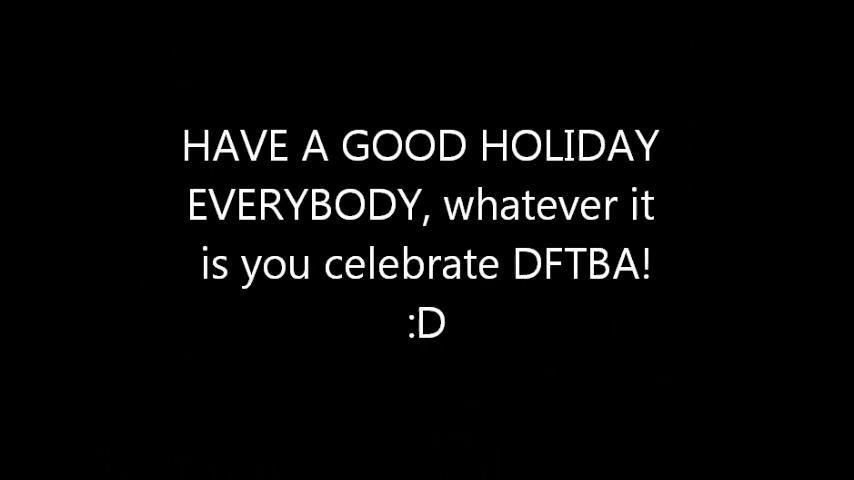 HAVE A GOOD HOLIDAY
EVERYBODY, whatever it
is you celebrate DFTBA!
:D